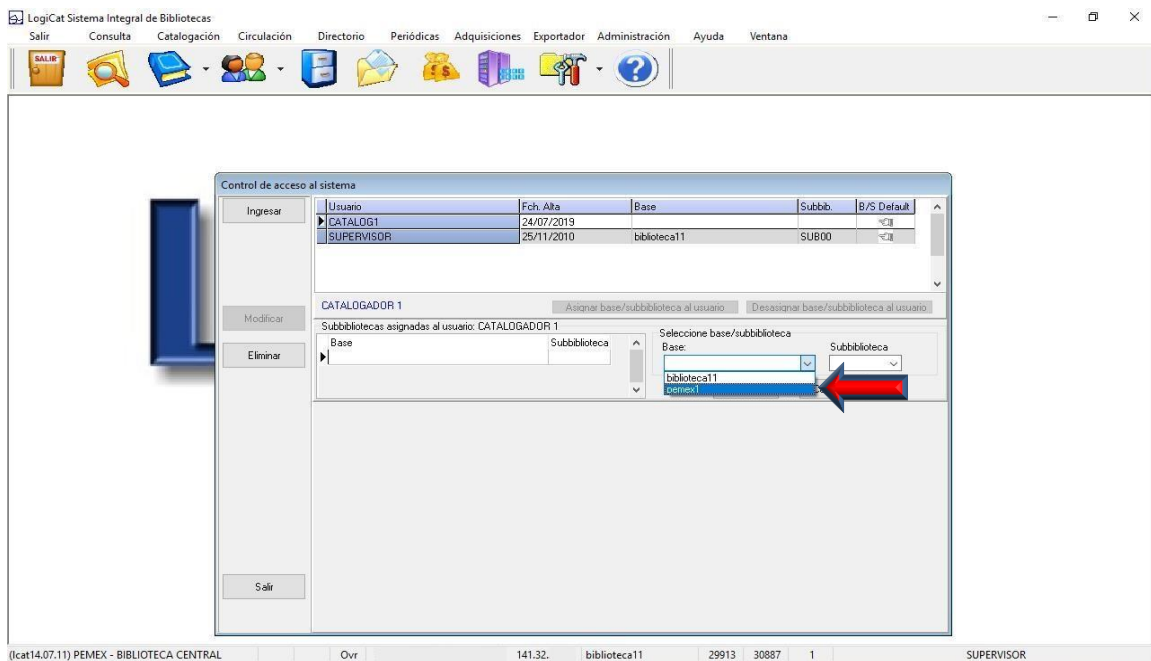 LogiCat Sistema Integral de Bibliotecas
Salir Consulta Catalogación Circulación Directorio Periódicas Adquisiciones Exportador Administración Ayuda Ventana
SALIR
Control de acceso al sistema
Ingresar
Usuario Fch. Alta Base Subbib. B/S Default
CATALOG1 24/07/2019
SUPERVISOR 25/11/2010 biblioteca11 SUB00
CATALOGADOR 1 Asignar base/subbiblioteca al usuario Desasignar base/subbiblioteca al usuario
Modificar
Subbibliotecas asignadas al usuario: CATALOGADOR 1
Seleccione base/subbiblioteca
Base Subbiblioteca
Base: Subbiblioteca
Eliminar
biblioteca11
pemex1
Salir
(lcat14.07.11) PEMEX - BIBLIOTECA CENTRAL Ovr 141.32. biblioteca11 29913 30887 1 SUPERVISOR